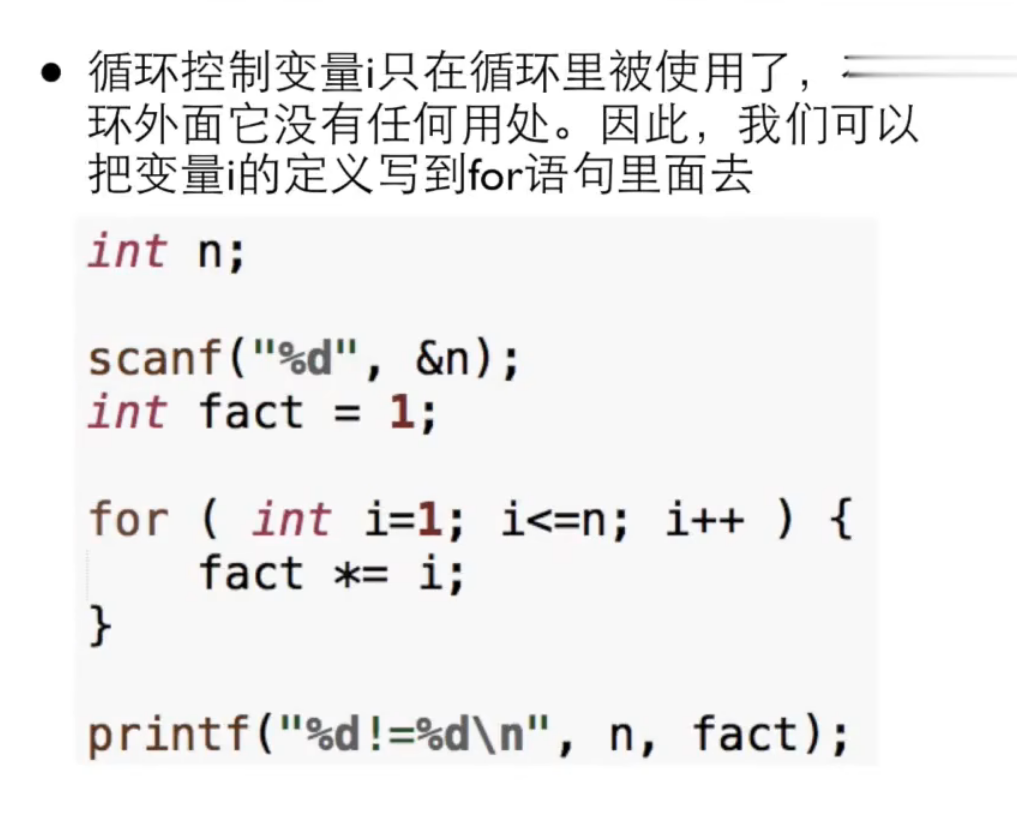 ● 循环控制变量i只在循环里被使用了，
环外面它没有任何用处。因此，我们可以
把变量i的定义写到for语句里面去
int n;
scanf("%d", &n);
int fact = 1;
for ( int i=1; i<=n; i++ ) {
    fact *= i;
}
printf("%d!=%d\n", n, fact);